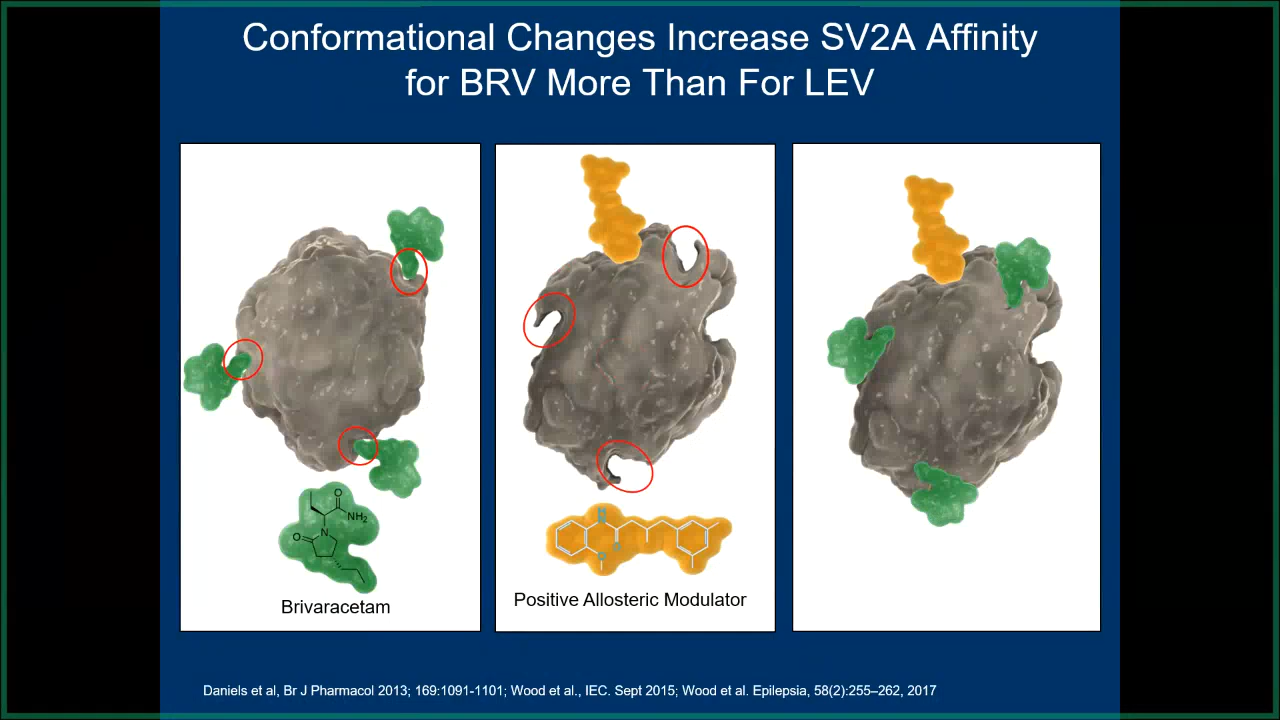 Conformational Changes Increase SV2A Affinity
for BRV More Than For LEV
O
NH2
N
O
Brivaracetam
H
N
O
O
Positive Allosteric Modulator
Daniels et al, Br J Pharmacol 2013; 169:1091-1101; Wood et al., IEC. Sept 2015; Wood et al. Epilepsia, 58(2):255–262, 2017